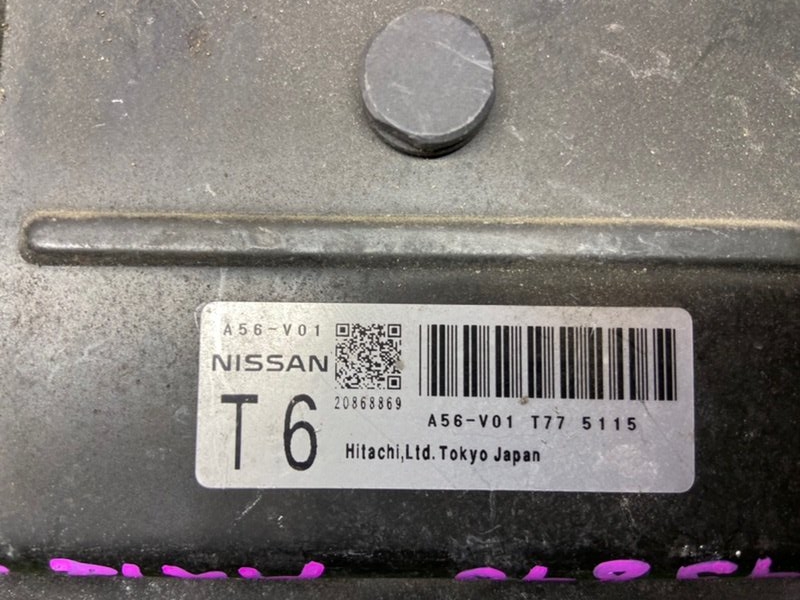 A56-V01
NISSAN
20868869
T6
A56-V01 T77 5115
Hitachi,Ltd.Tokyo Japan